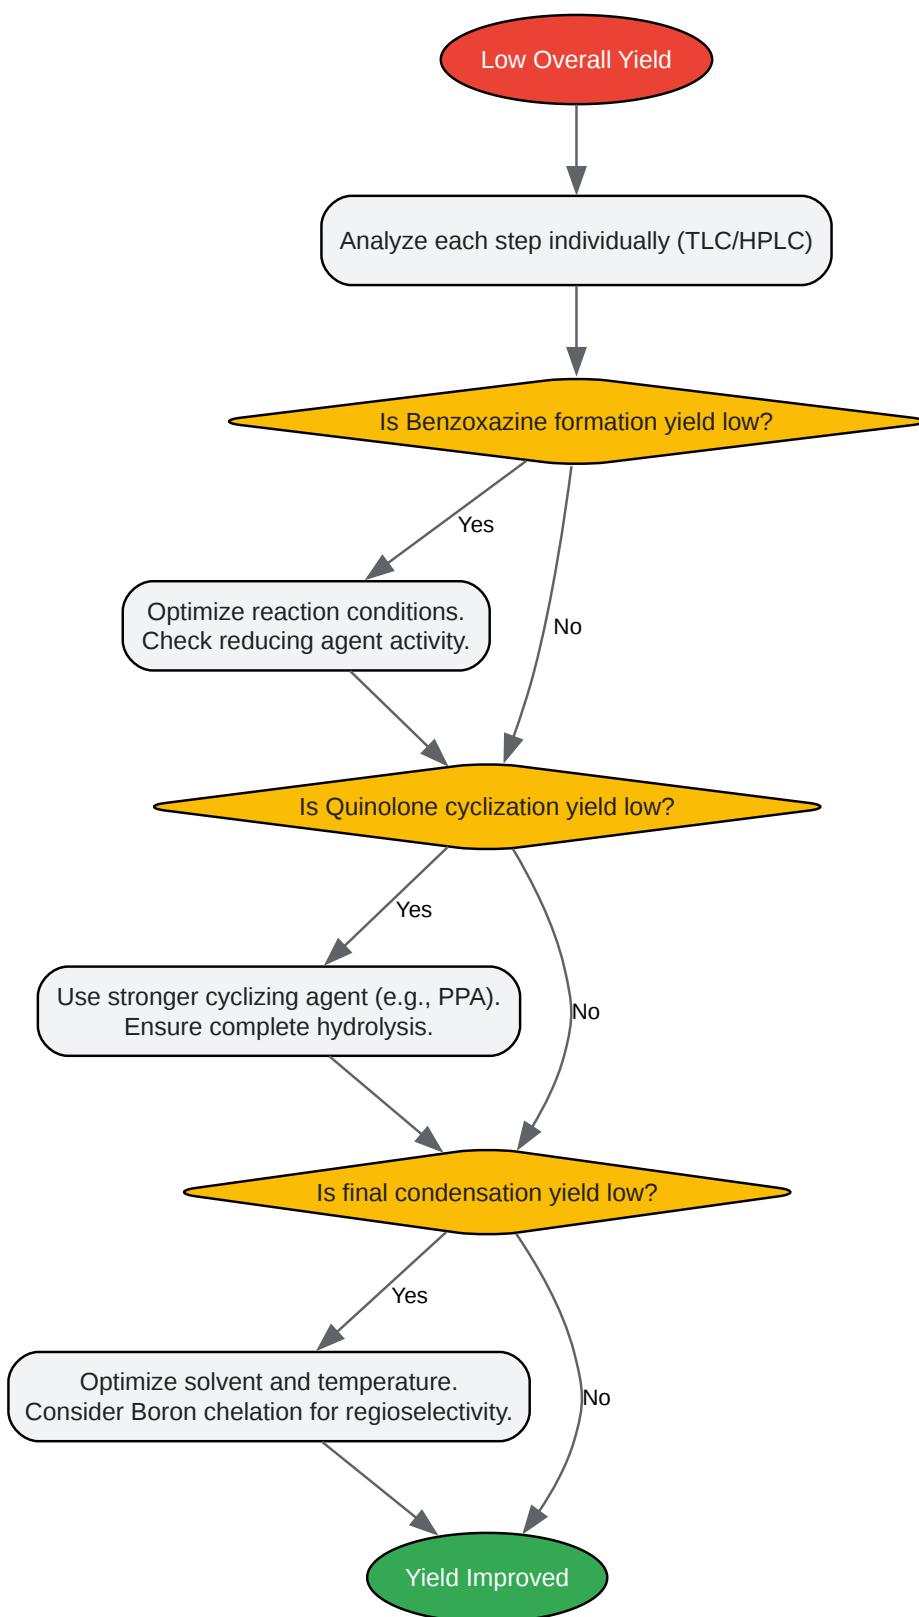 Low Overall Yield
Analyze each step individually (TLC/HPLC)
Is Benzoxazine formation yield low?
Yes
No
Optimize reaction conditions.
Check reducing agent activity.
Is Quinolone cyclization yield low?
Yes
No
Use stronger cyclizing agent (e.g., PPA).
Ensure complete hydrolysis.
Is final condensation yield low?
Yes
No
Optimize solvent and temperature.
Consider Boron chelation for regioselectivity.
Yield Improved